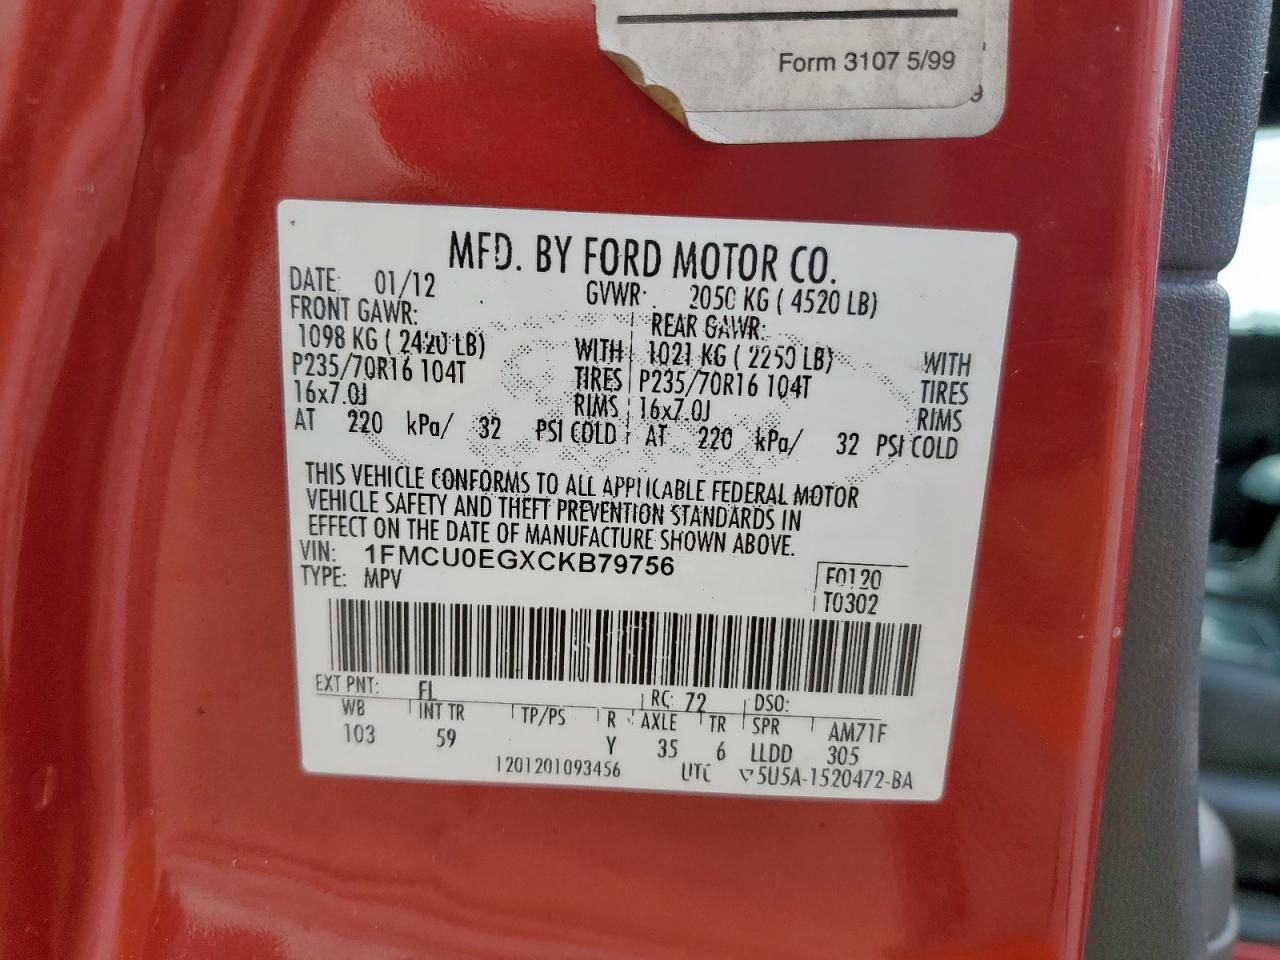 Form 3107 5/99
9
MFD. BY FORD MOTOR CO.
DATE: 01/12 GVWR: 2050 KG ( 4520 LB)
FRONT GAWR: REAR GAWR:
1098 KG ( 2420 LB) WITH 1021 KG ( 2250 LB) WITH
P235/70R16 104T TIRES P235/70R16 104T TIRES
16x7.0J RIMS 16x7.0J RIMS
AT 220 kPa/ 32 PSI COLD AT 220 kPa/ 32 PSI COLD
THIS VEHICLE CONFORMS TO ALL APPLICABLE FEDERAL MOTOR
VEHICLE SAFETY AND THEFT PREVENTION STANDARDS IN
EFFECT ON THE DATE OF MANUFACTURE SHOWN ABOVE.
VIN: 1FMCU0EGXCKB79756
TYPE: MPV F0120
T0302
EXT PNT: FL RC: 72 DSO:
WB INT TR TP/PS R AXLE TR SPR AM71F
103 59 Y 35 6 LLDD 305
1201201093456 UTC ▽5U5A-1520472-BA